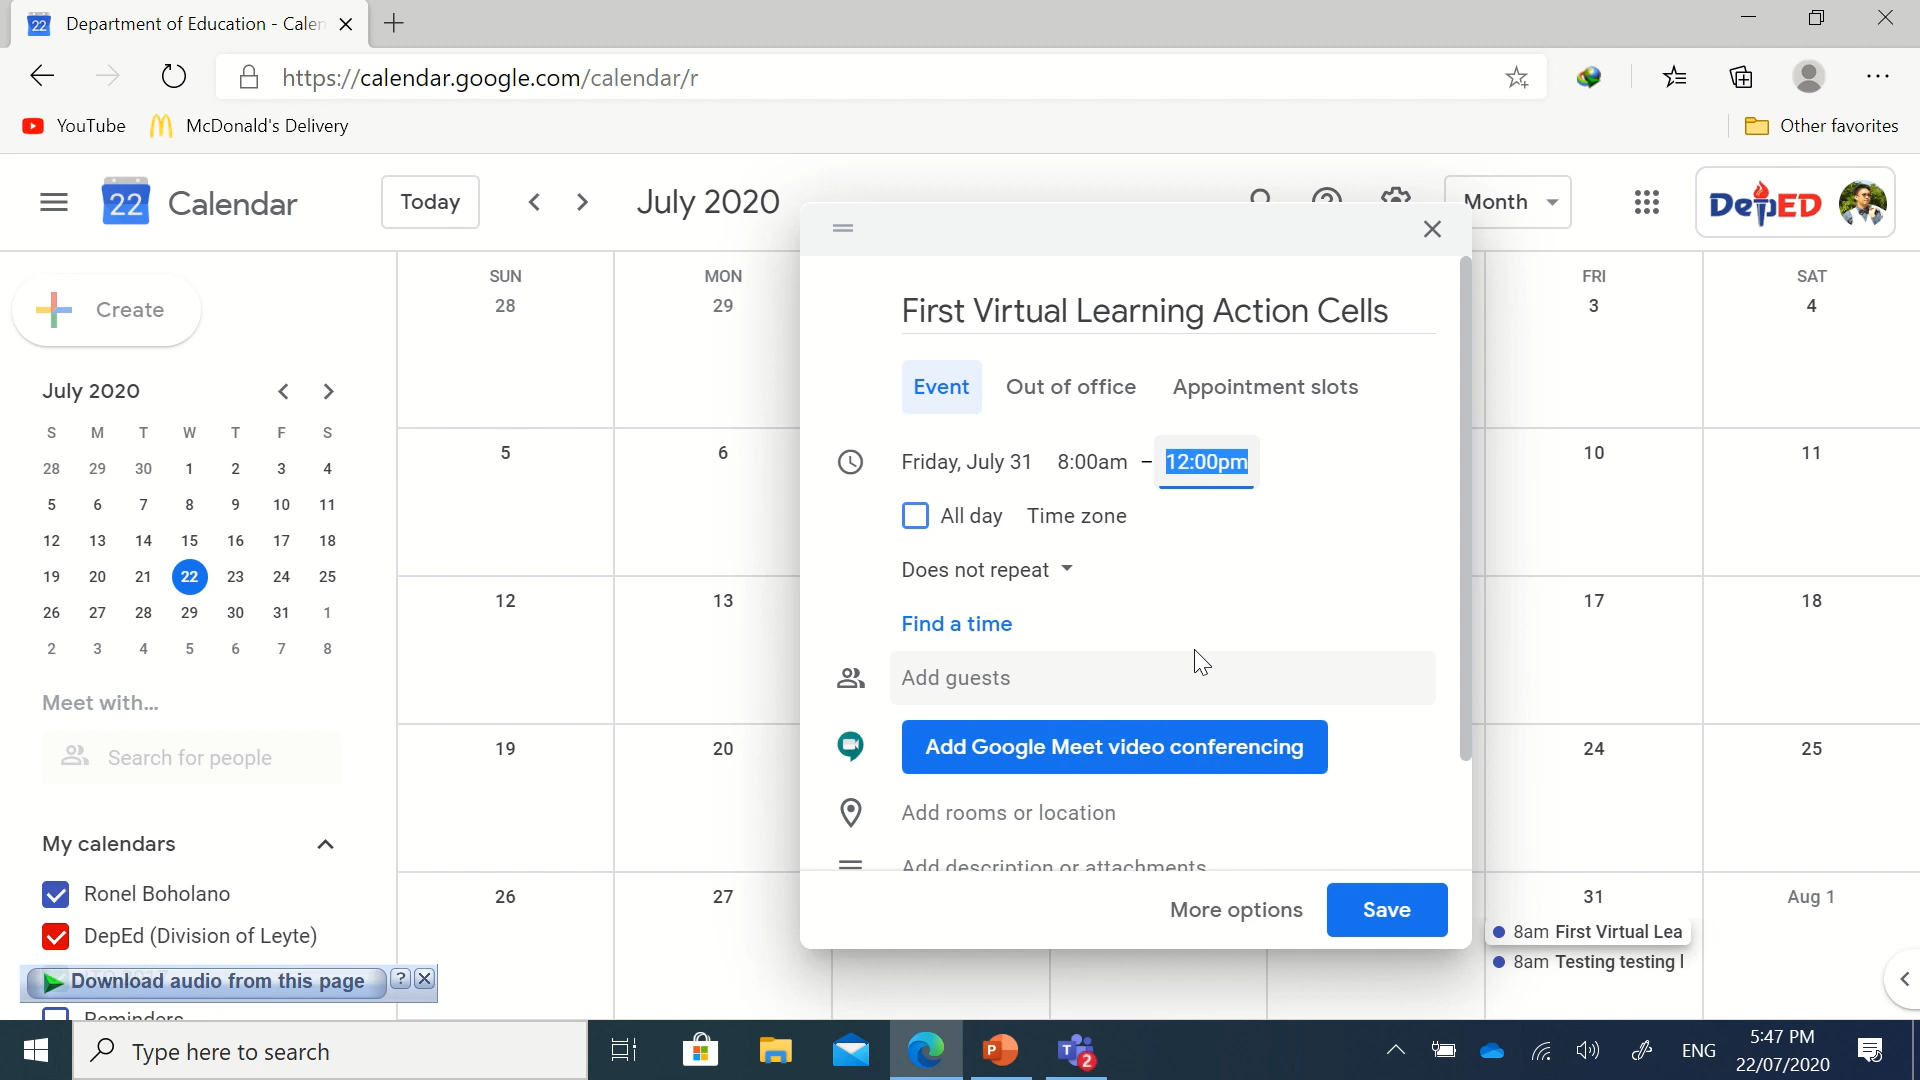 22 Department of Education - Calen
https://calendar.google.com/calendar/r
YouTube McDonald's Delivery Other favorites
22 Calendar Today July 2020 Month DepED
Create
SUN MON FRI SAT
28 29 3 4
July 2020
S M T W T F S
28 29 30 1 2 3 4
5 6 7 8 9 10 11
12 13 14 15 16 17 18
19 20 21 22 23 24 25
26 27 28 29 30 31 1
2 3 4 5 6 7 8
Meet with...
Search for people
My calendars
Ronel Boholano
DepEd (Division of Leyte)
Download audio from this page ?
Reminders
5 6 10 11
12 13 17 18
19 20 24 25
26 27 31 Aug 1
8am First Virtual Lea
8am Testing testing l
First Virtual Learning Action Cells
Event Out of office Appointment slots
Friday, July 31 8:00am – 12:00pm
All day Time zone
Does not repeat
Find a time
Add guests
Add Google Meet video conferencing
Add rooms or location
Add description or attachments
More options Save
Type here to search
P T 2
ENG
5:47 PM
22/07/2020